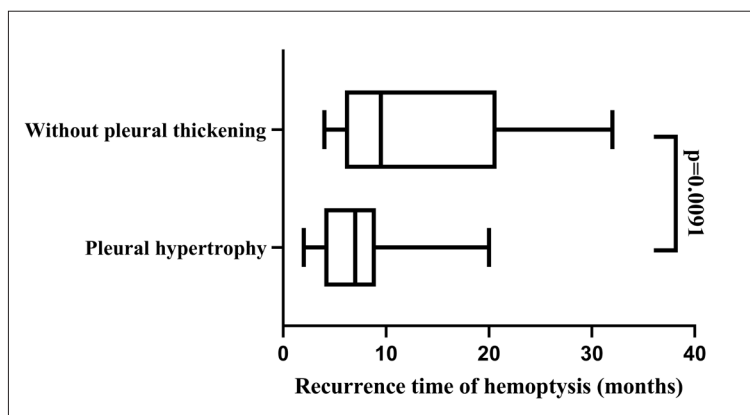 Without pleural thickening
Pleural hypertrophy
p=0.0091
0 10 20 30 40
Recurrence time of hemoptysis (months)